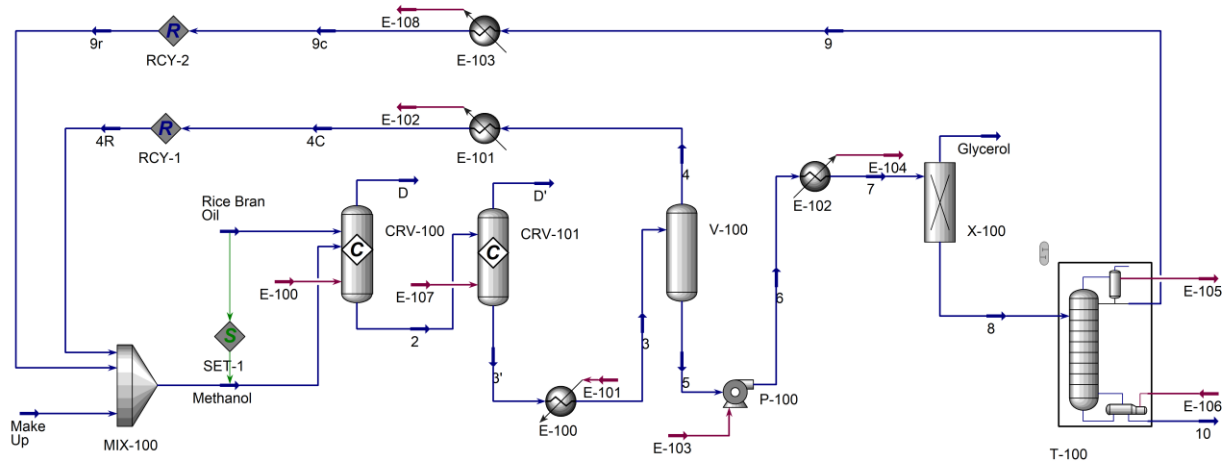 E-108
9r
RCY-2
9c
E-103
9
E-102
4R
RCY-1
4C
E-101
4
Glycerol
E-104
7
E-102
D
D'
Rice Bran
Oil
CRV-100
C
CRV-101
C
V-100
X-100
R
R
E-100
E-107
6
E-105
2
8
S
SET-1
3'
3
5
Methanol
E-101
P-100
E-106
Make
Up
MIX-100
E-100
E-103
10
T-100